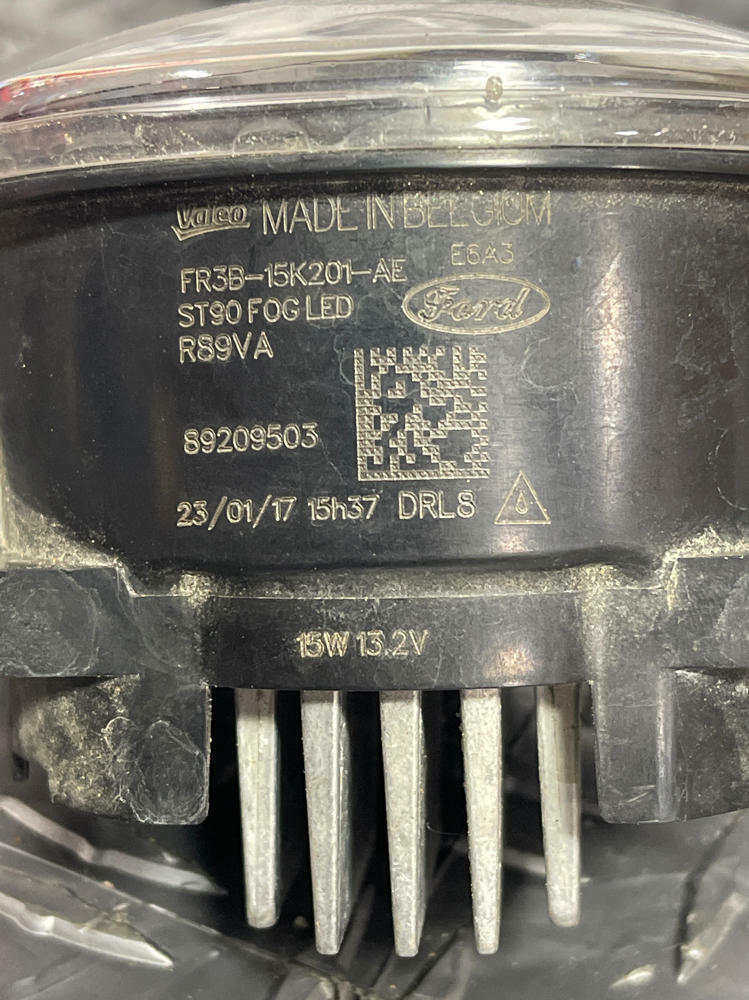 Valeo MADE IN BELGIUM
E6A3
FR3B-15K201-AE
Ford
ST90 FOG LED
R89VA
89209503
23/01/17 15h37 DRL8
15W 13.2V